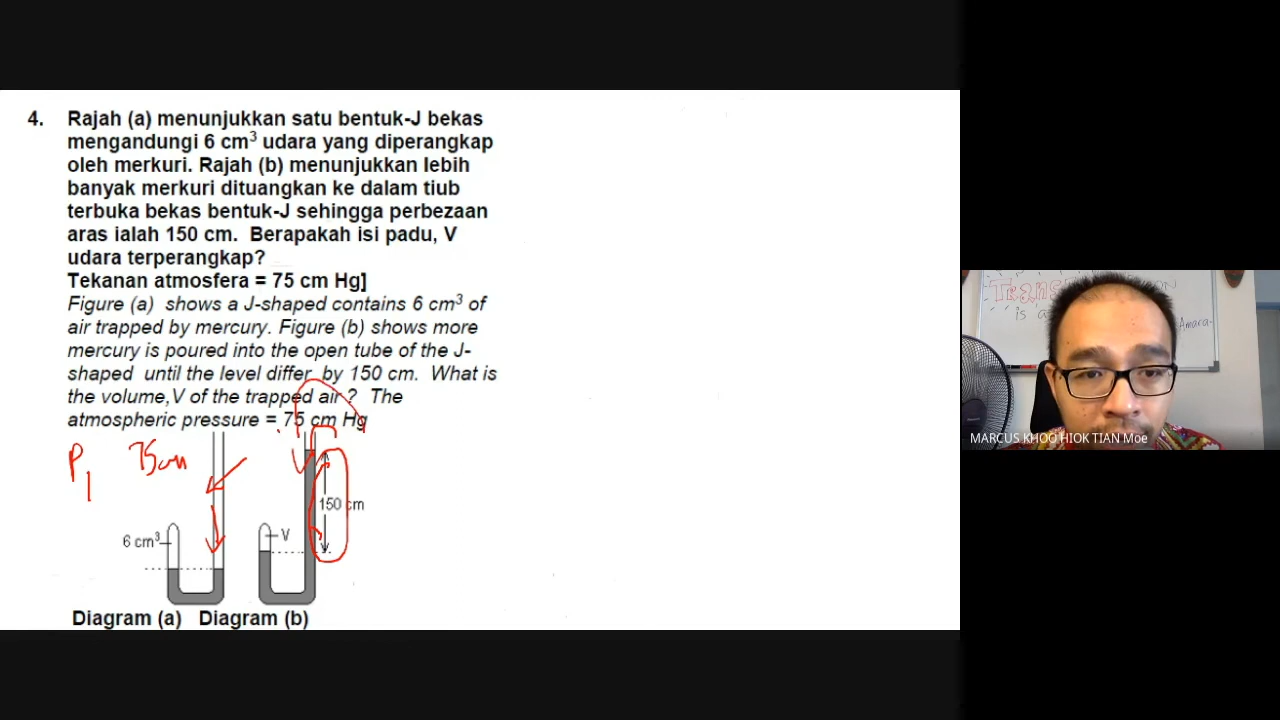 4. Rajah (a) menunjukkan satu bentuk-J bekas
mengandungi 6 cm³ udara yang diperangkap
oleh merkuri. Rajah (b) menunjukkan lebih
banyak merkuri dituangkan ke dalam tiub
terbuka bekas bentuk-J sehingga perbezaan
aras ialah 150 cm. Berapakah isi padu, V
udara terperangkap?
Tekanan atmosfera = 75 cm Hg]
Figure (a) shows a J-shaped contains 6 cm³ of
air trapped by mercury. Figure (b) shows more
mercury is poured into the open tube of the J-
shaped until the level differ by 150 cm. What is
the volume,V of the trapped air ? The
atmospheric pressure = 75 cm Hg
P1 75cm
150 cm
6 cm³
V
Diagram (a) Diagram (b)
is a
Amara.
MARCUS KHOO HIOK TIAN Moe